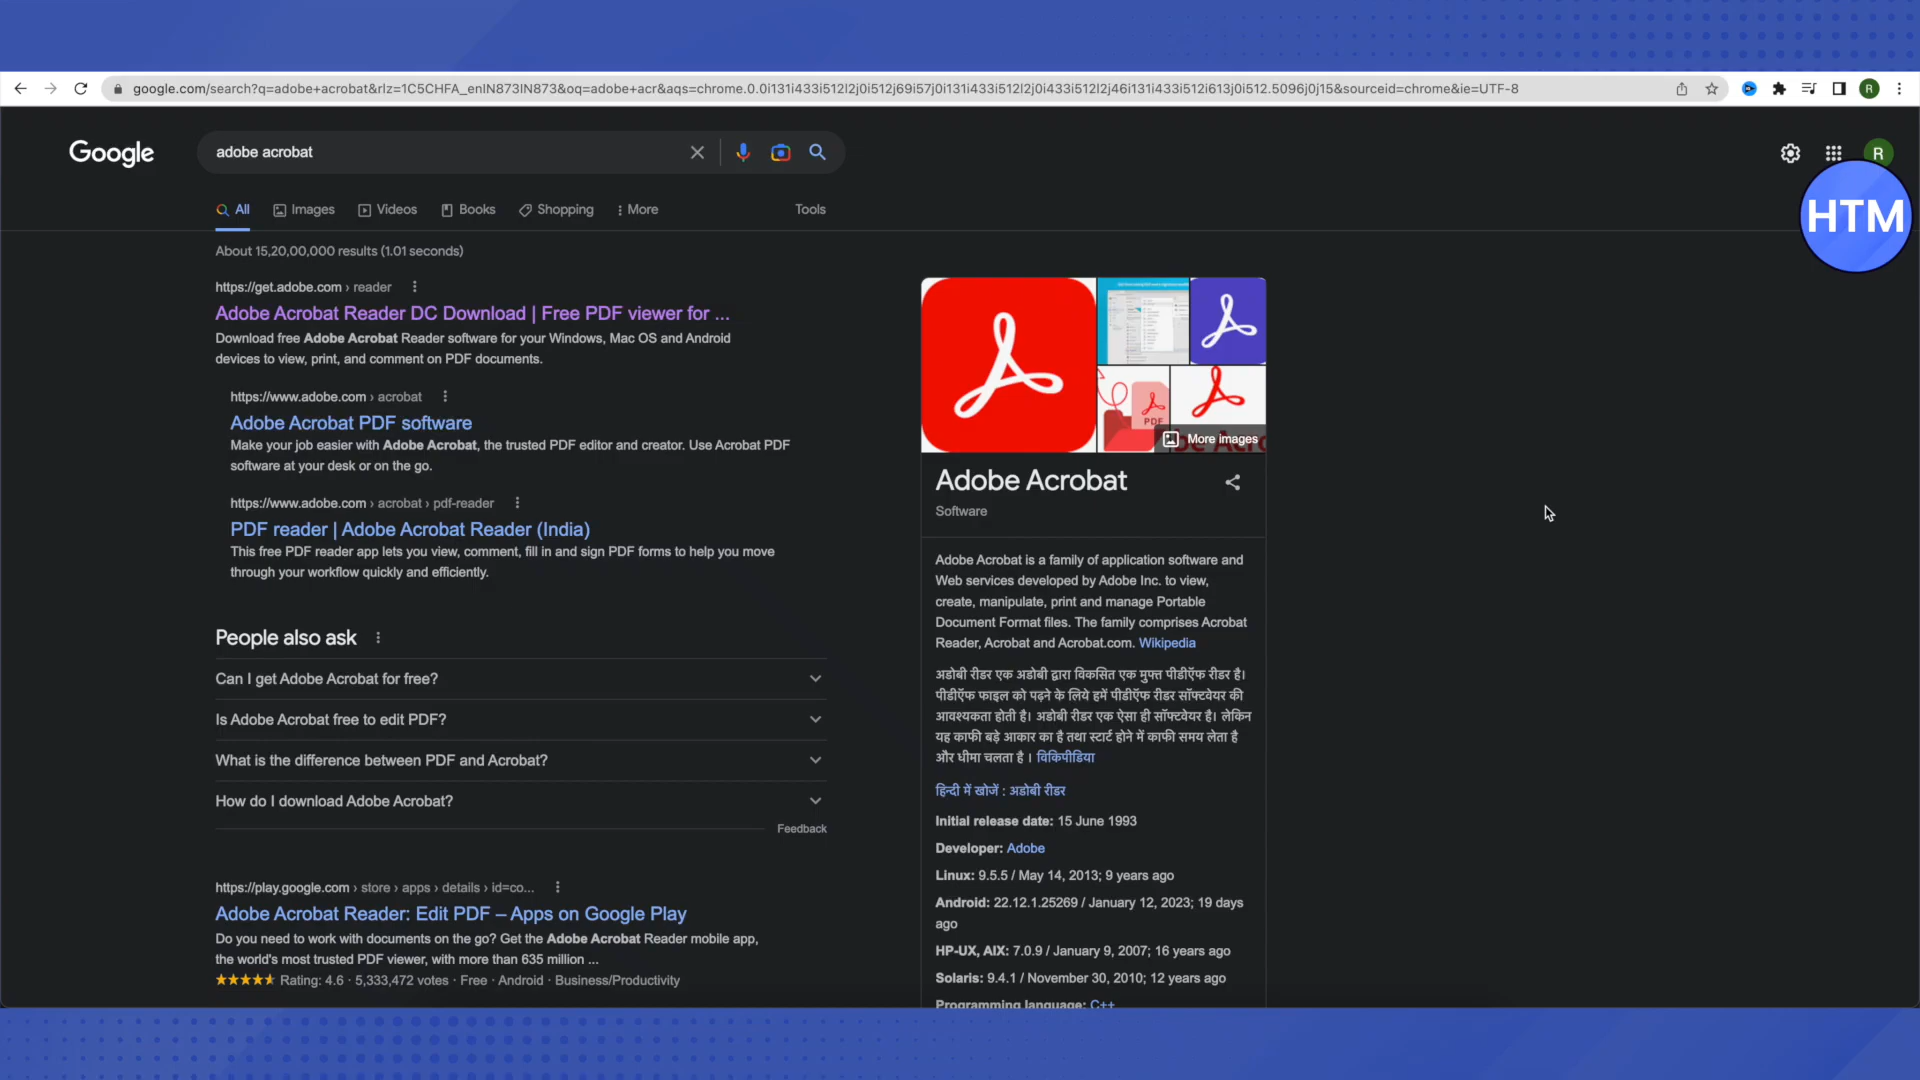 google.com/search?q=adobe+acrobat&rlz=1C5CHFA_enIN873IN873&oq=adobe+acr&aqs=chrome.0.0i131i433i512l2j0i512j69i57j0i131i433i512l2j0i433i512l2j46i131i433i512i613j0i512.5096j0j15&sourceid=chrome&ie=UTF-8
R
Google
adobe acrobat
R
HTM
All
Images
Videos
Books
Shopping
More
Tools
About 15,20,00,000 results (1.01 seconds)
https://get.adobe.com › reader
Adobe Acrobat Reader DC Download | Free PDF viewer for ...
Download free Adobe Acrobat Reader software for your Windows, Mac OS and Android
devices to view, print, and comment on PDF documents.
https://www.adobe.com › acrobat
Adobe Acrobat PDF software
Make your job easier with Adobe Acrobat, the trusted PDF editor and creator. Use Acrobat PDF
software at your desk or on the go.
https://www.adobe.com › acrobat › pdf-reader
PDF reader | Adobe Acrobat Reader (India)
This free PDF reader app lets you view, comment, fill in and sign PDF forms to help you move
through your workflow quickly and efficiently.
People also ask
Can I get Adobe Acrobat for free?
Is Adobe Acrobat free to edit PDF?
What is the difference between PDF and Acrobat?
How do I download Adobe Acrobat?
Feedback
https://play.google.com › store › apps › details › id=co...
Adobe Acrobat Reader: Edit PDF – Apps on Google Play
Do you need to work with documents on the go? Get the Adobe Acrobat Reader mobile app,
the world's most trusted PDF viewer, with more than 635 million ...
Rating: 4.6 · 5,333,472 votes · Free · Android · Business/Productivity
PDF
More images
Adobe Acrobat
Software
Adobe Acrobat is a family of application software and
Web services developed by Adobe Inc. to view,
create, manipulate, print and manage Portable
Document Format files. The family comprises Acrobat
Reader, Acrobat and Acrobat.com. Wikipedia
अडोबी रीडर एक अडोबी द्वारा विकसित एक मुफ्त पीडीऍफ रीडर है।
पीडीऍफ फाइल को पढ़ने के लिये हमें पीडीऍफ रीडर सॉफ्टवेयर की
आवश्यकता होती है। अडोबी रीडर एक ऐसा ही सॉफ्टवेयर है। लेकिन
यह काफी बड़े आकार का है तथा स्टार्ट होने में काफी समय लेता है
और धीमा चलता है । विकिपीडिया
हिन्दी में खोजें : अडोबी रीडर
Initial release date: 15 June 1993
Developer: Adobe
Linux: 9.5.5 / May 14, 2013; 9 years ago
Android: 22.12.1.25269 / January 12, 2023; 19 days
ago
HP-UX, AIX: 7.0.9 / January 9, 2007; 16 years ago
Solaris: 9.4.1 / November 30, 2010; 12 years ago
Programming language: C++